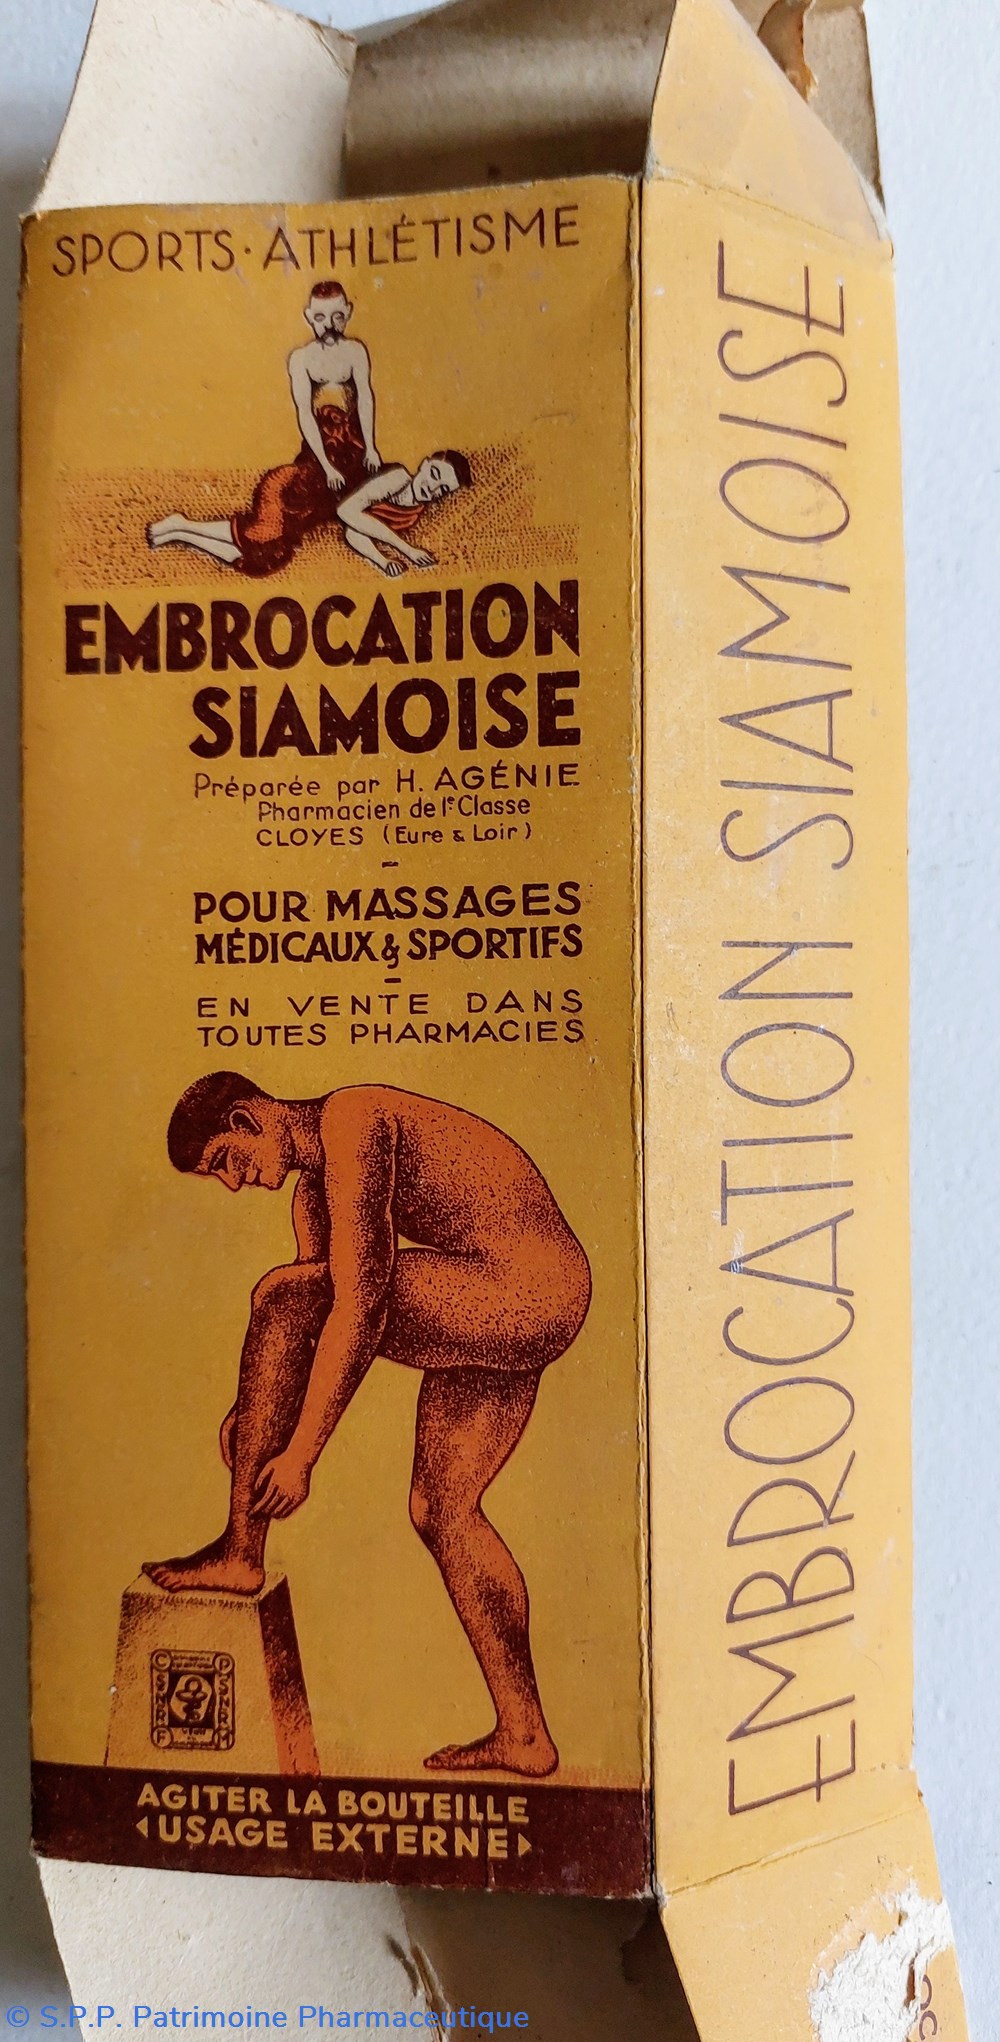 SPORTS·ATHLÉTISME
EMBROCATION
SIAMOISE
Préparée par H. AGÉNIE
Pharmacien de 1e Classe
CLOYES (Eure & Loir)
-
POUR MASSAGES
MÉDICAUX & SPORTIFS
-
EN VENTE DANS
TOUTES PHARMACIES
AGITER LA BOUTEILLE
USAGE EXTERNE
EMBROCATION SIAMOISE
© S.P.P. Patrimoine Pharmaceutique